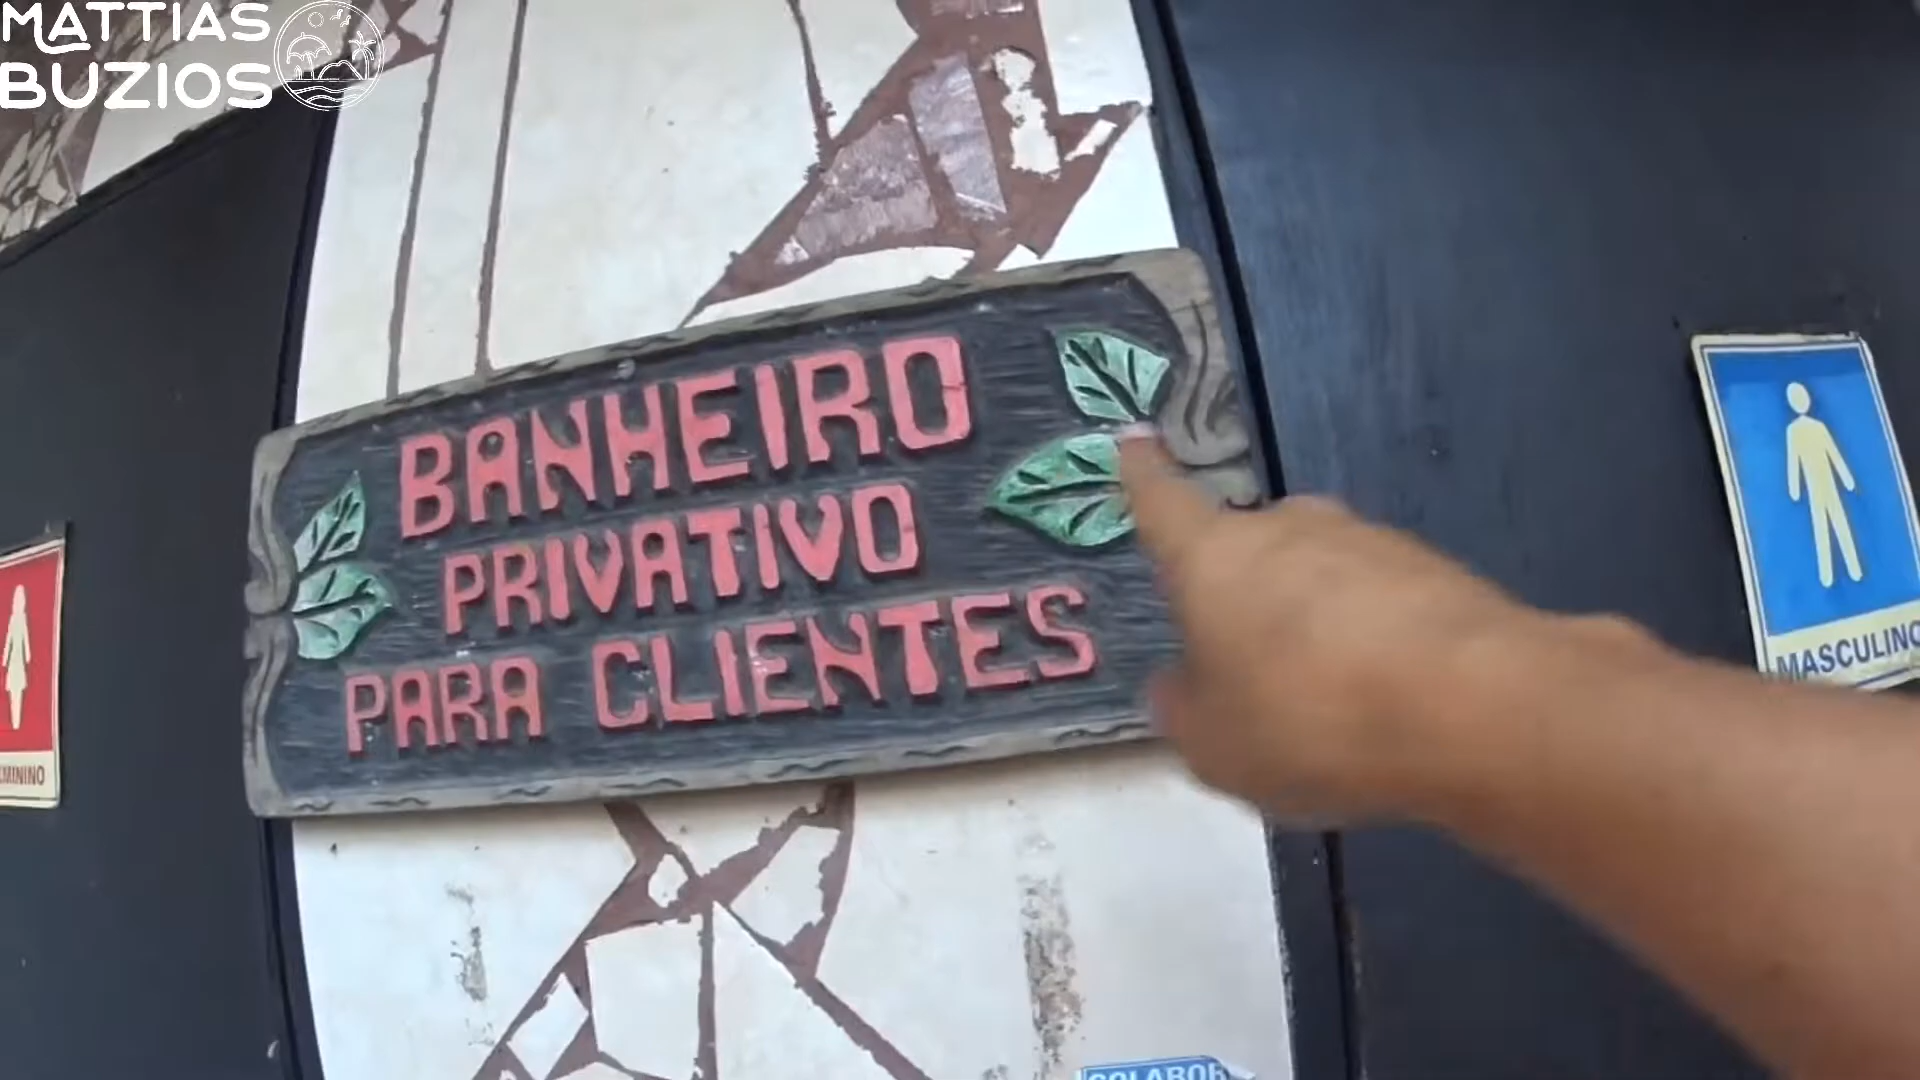 MATTIAS
BUZIOS
BANHEIRO
PRIVATIVO
PARA CLIENTES
MASCULINO